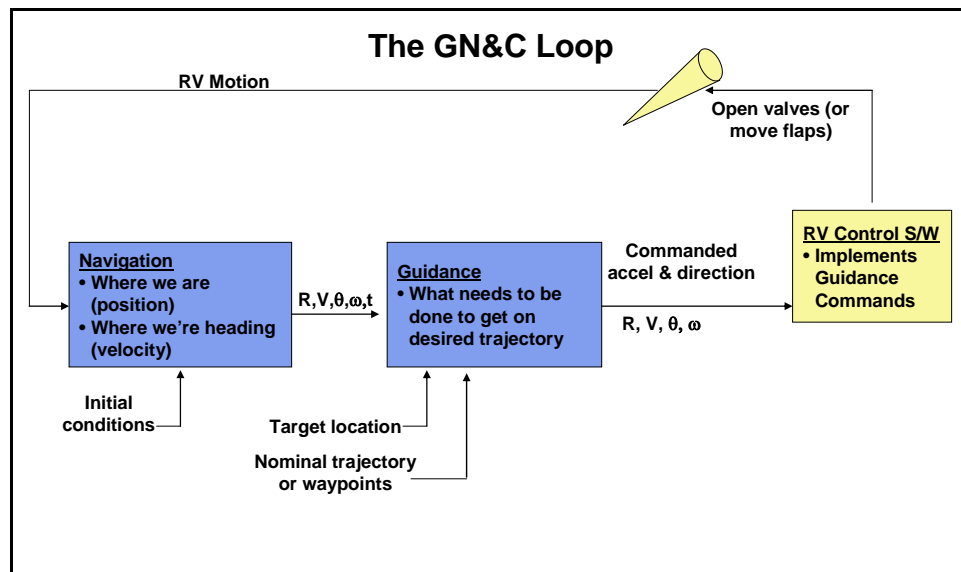 The GN&C Loop
RV Motion
Open valves (or
move flaps)
Navigation
• Where we are
(position)
• Where we're heading
(velocity)
R,V,θ,ω,t
Guidance
• What needs to be
done to get on
desired trajectory
Commanded
accel & direction
R, V, θ, ω
RV Control S/W
• Implements
Guidance
Commands
Initial
conditions
Target location
Nominal trajectory
or waypoints